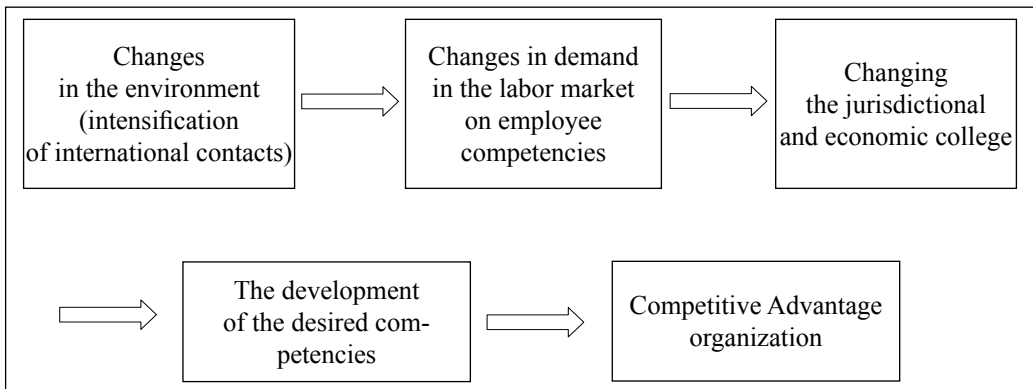 Changes
in the environment
(intensification
of international contacts)
Changes in demand
in the labor market
on employee
competencies
Changing
the jurisdictional
and economic college
The development
of the desired com-
petencies
Competitive Advantage
organization